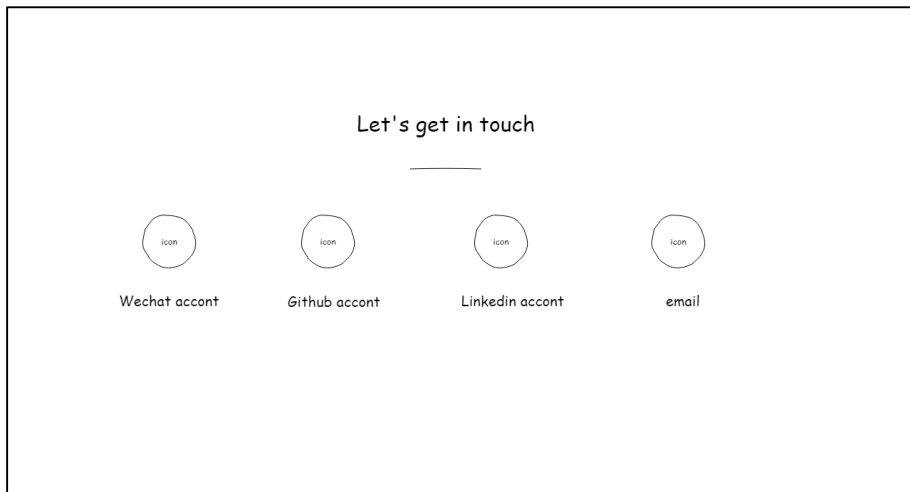 Let's get in touch
icon icon icon icon
Wechat accont Github accont Linkedin accont email